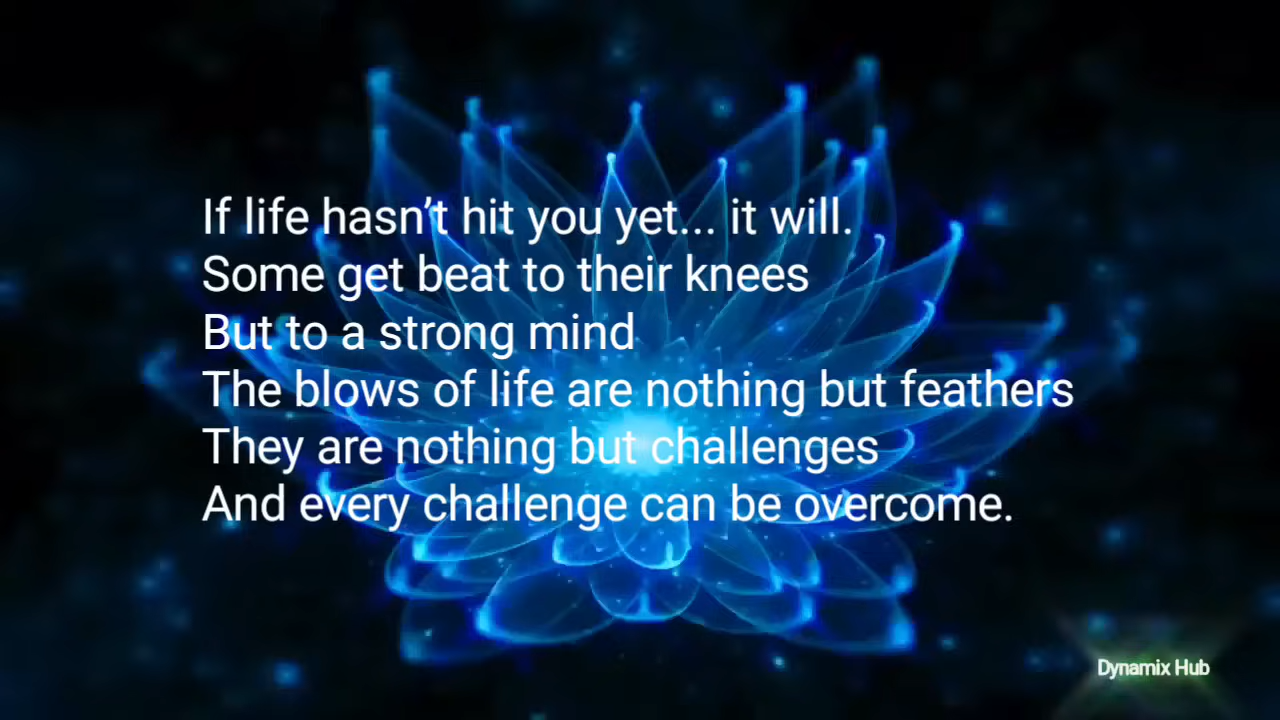 If life hasn’t hit you yet... it will.
Some get beat to their knees
But to a strong mind
The blows of life are nothing but feathers
They are nothing but challenges
And every challenge can be overcome.
Dynamix Hub